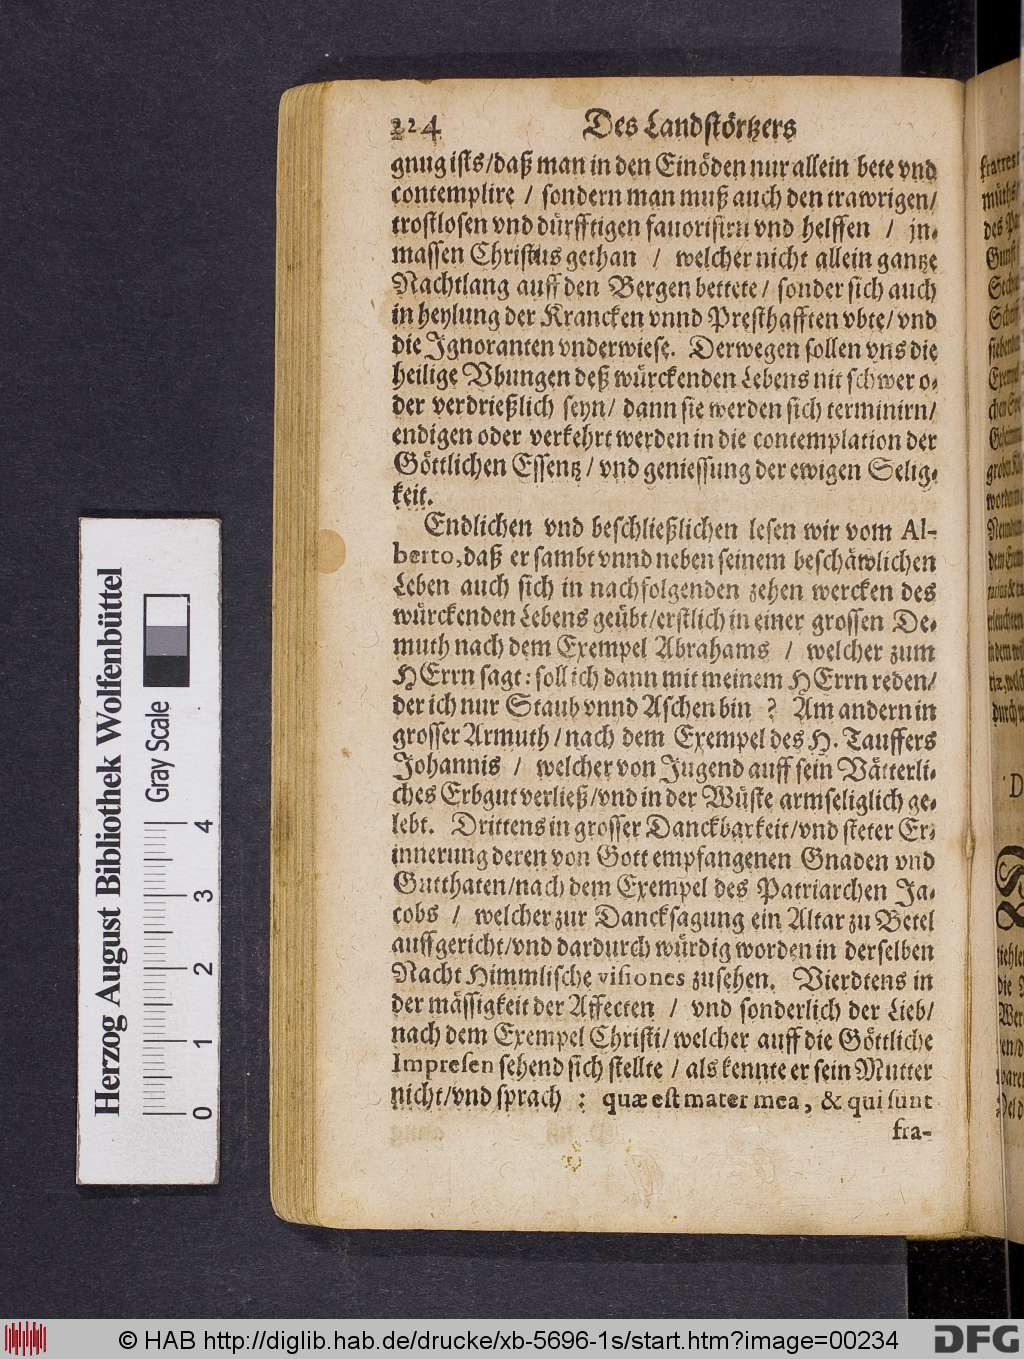 224 Des Landstörtzers
gnug ists/daß man in den Einöden nur allein bete vnd
contemplire / sondern man muß auch den trawrigen/
trostlosen vnd dürfftigen fauorisirn vnd helffen / jn-
massen Christus gethan / welcher nicht allein gantze
Nachtlang auff den Bergen bettete/ sonder sich auch
in heylung der Krancken vnnd Presthafften vbte/ vnd
die Ignoranten vnderwiese. Derwegen sollen vns die
heilige Vbungen deß würckenden Lebens nit schwer o-
der verdrießlich seyn/ dann sie werden sich terminirn/
endigen oder verkehrt werden in die contemplation der
Göttlichen Essentz/ vnd geniessung der ewigen Selig-
keit.
Endlichen vnd beschließlichen lesen wir vom Al-
berto, daß er sambt vnnd neben seinem beschäwlichen
Leben auch sich in nachfolgenden zehen wercken des
würckenden Lebens geübt/erstlich in einer grossen De-
muth nach dem Exempel Abrahams / welcher zum
HErrn sagt: soll ich dann mit meinem HErrn reden/
der ich nur Staub vnnd Aschen bin ? Am andern in
grosser Armuth/ nach dem Exempel des H. Tauffers
Johannis / welcher von Jugend auff sein Vätterli-
ches Erbgut verließ/vnd in der Wüste armseliglich ge-
lebt. Drittens in grosser Danckbarkeit/vnd steter Er-
innerung deren von Gott empfangenen Gnaden vnd
Gutthaten/nach dem Exempel des Patriarchen Ja-
cobs / welcher zur Dancksagung ein Altar zu Betel
auffgericht/vnd dardurch würdig worden in derselben
Nacht Himmlische visiones zusehen. Vierdtens in
der mässigkeit der Affecten / vnd sonderlich der Lieb/
nach dem Exempel Christi/ welcher auff die Göttliche
Impresen sehend sich stellte / als kennte er sein Mutter
nicht/vnd sprach : quæ est mater mea, & qui sunt
fra-
Herzog August Bibliothek Wolfenbüttel
Gray Scale
0 1 2 3 4
© HAB http://diglib.hab.de/drucke/xb-5696-1s/start.htm?image=00234
DFG